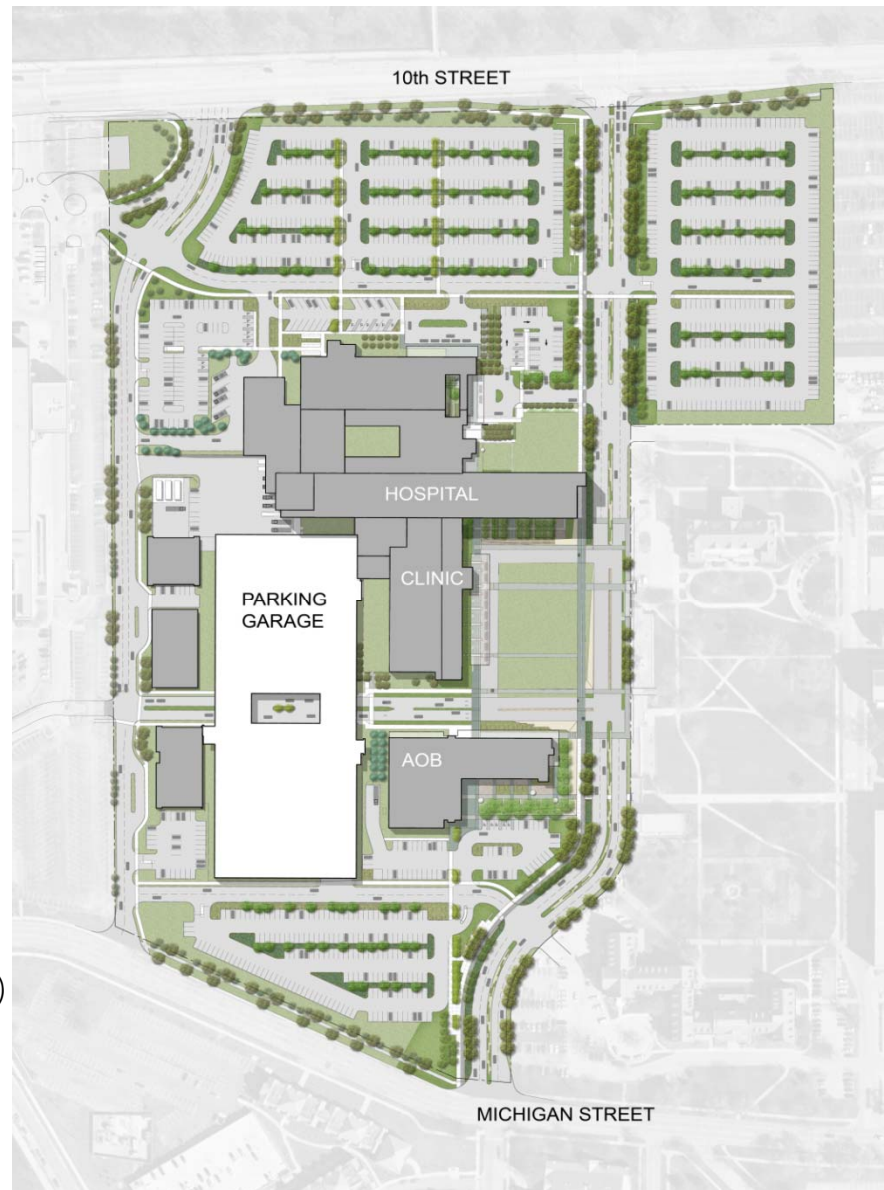 10th STREET
HOSPITAL
CLINIC
PARKING
GARAGE
AOB
)
MICHIGAN STREET